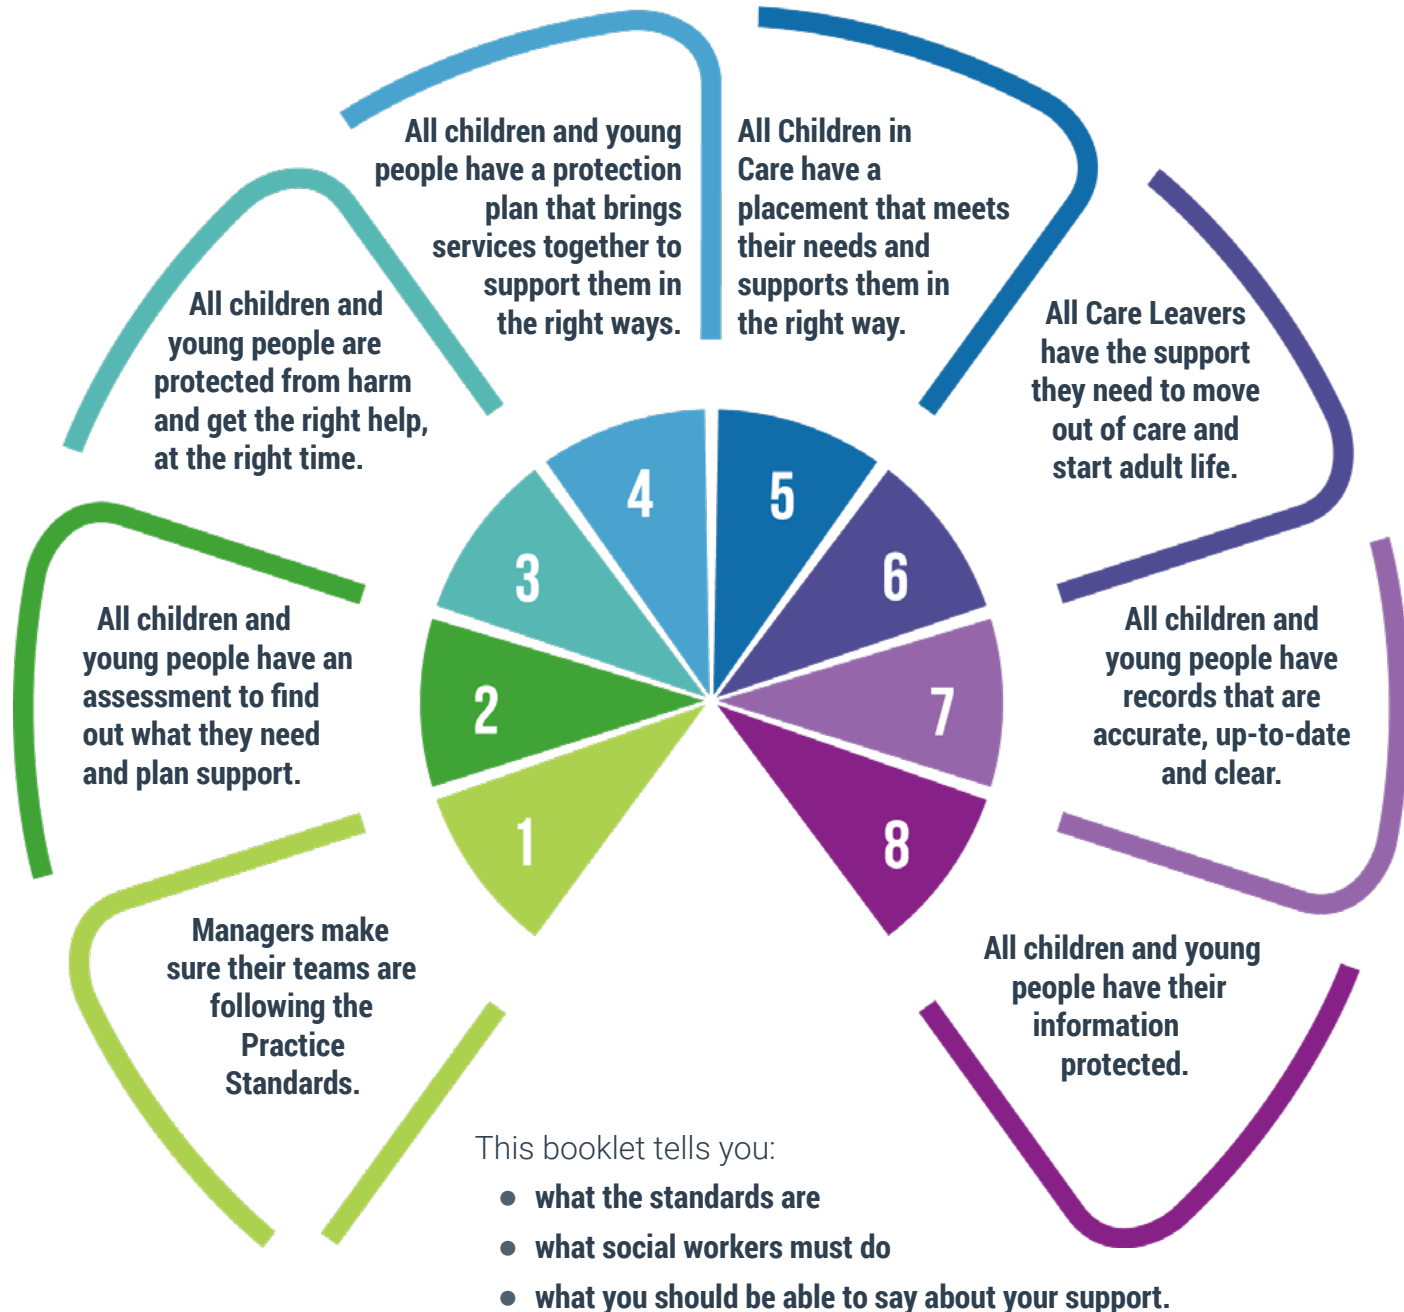 1
Managers make
sure their teams are
following the
Practice
Standards.
2
All children and
young people have an
assessment to find
out what they need
and plan support.
3
All children and
young people are
protected from harm
and get the right help,
at the right time.
4
All children and young
people have a protection
plan that brings
services together to
support them in
the right ways.
5
All Children in
Care have a
placement that meets
their needs and
supports them in
the right way.
6
All Care Leavers
have the support
they need to move
out of care and
start adult life.
7
All children and
young people have
records that are
accurate, up-to-date
and clear.
8
All children and young
people have their
information
protected.
This booklet tells you:
● what the standards are
● what social workers must do
● what you should be able to say about your support.